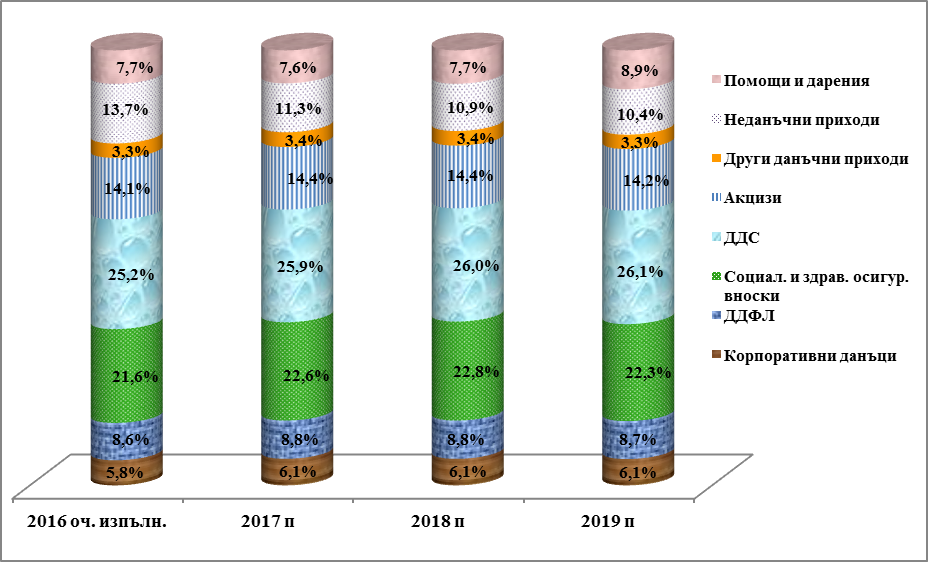 7,7%
7,6%
7,7%
8,9%
13,7%
11,3%
10,9%
10,4%
3,3%
3,4%
3,4%
3,3%
14,1%
14,4%
14,4%
14,2%
25,2%
25,9%
26,0%
26,1%
21,6%
22,6%
22,8%
22,3%
8,6%
8,8%
8,8%
8,7%
5,8%
6,1%
6,1%
6,1%
2016 оч. изпълн.
2017 п
2018 п
2019 п
Помощи и дарения
Неданъчни приходи
Други данъчни приходи
Акцизи
ДДС
Социал. и здрав. осигур.
вноски
ДДФЛ
Корпоративни данъци